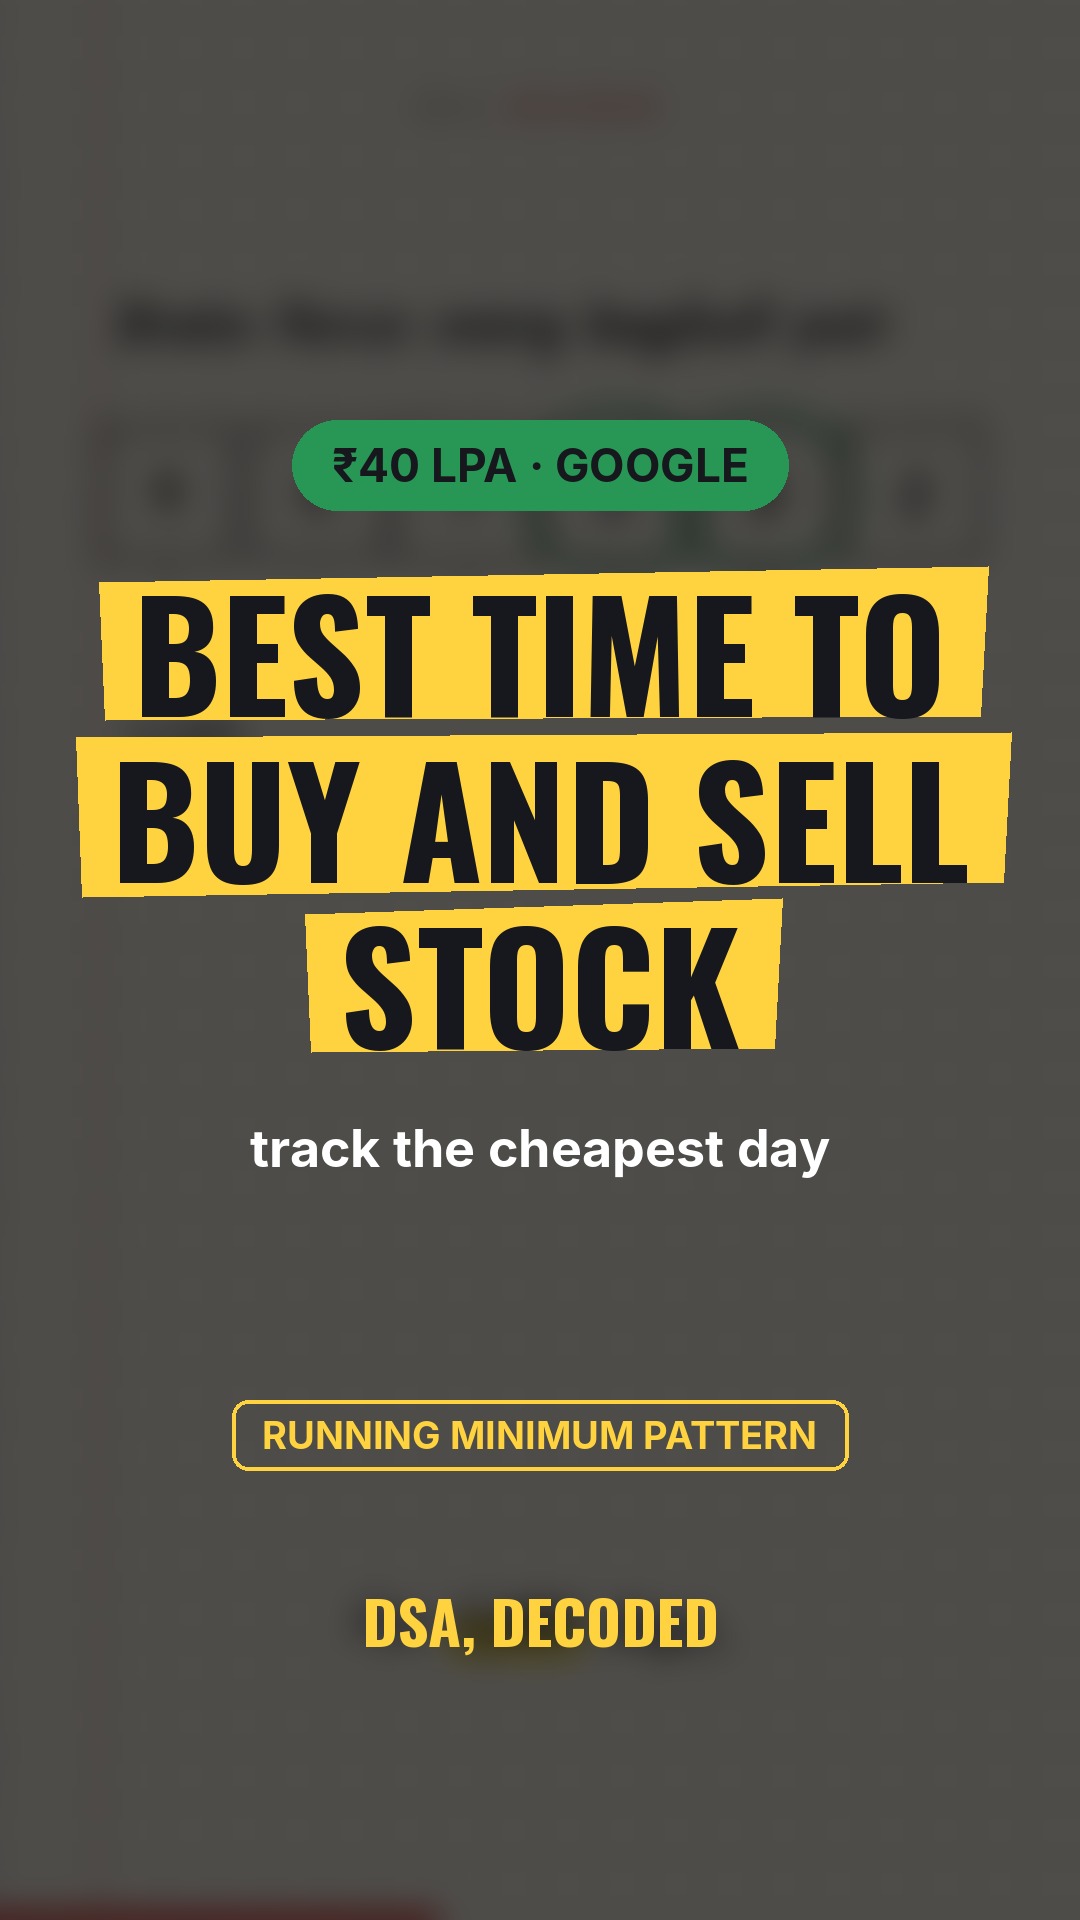 ₹40 LPA · GOOGLE
BEST TIME TO
BUY AND SELL
STOCK
track the cheapest day
RUNNING MINIMUM PATTERN
DSA, DECODED